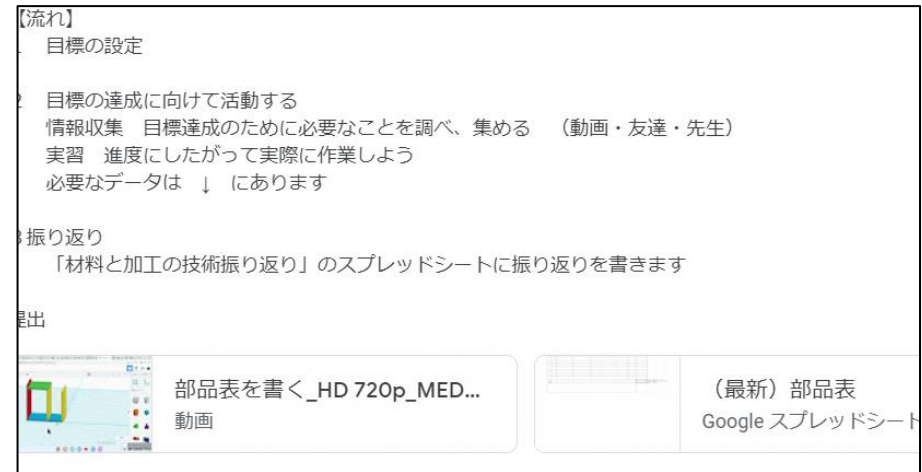 【流れ】
目標の設定
目標の達成に向けて活動する
情報収集　目標達成のために必要なことを調べ、集める　（動画・友達・先生）
実習　進度にしたがって実際に作業しよう
必要なデータは　↓　にあります
振り返り
「材料と加工の技術振り返り」のスプレッドシートに振り返りを書きます
提出
部品表を書く_HD 720p_MED...
動画
（最新）部品表
Google スプレッドシート